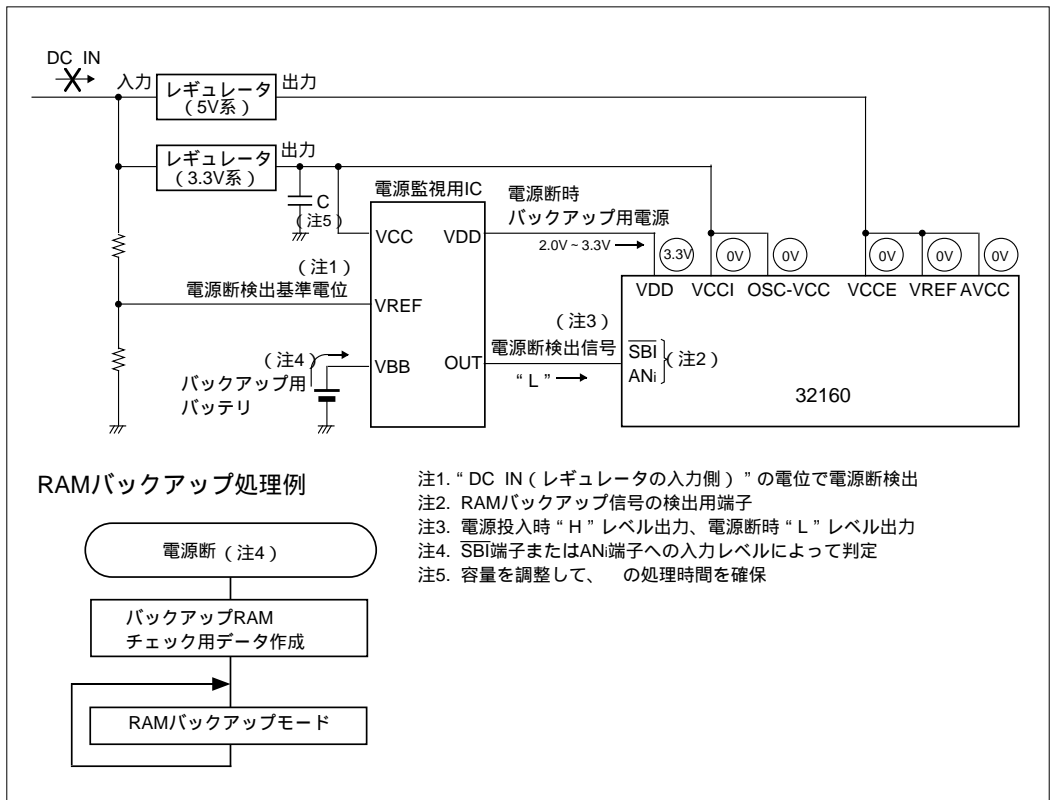 DC IN
入力
レギュレータ
（5V系）
出力
レギュレータ
（3.3V系）
出力
C
（注5）
電源監視用IC
VCC
VDD
VREF
VBB
OUT
（注1）
電源断検出基準電位
（注4）
バックアップ用
バッテリ
電源断時
バックアップ用電源
2.0V～3.3V
（注3）
電源断検出信号
“L”
3.3V
0V
0V
0V
0V
0V
VDD
VCCI
OSC-VCC
VCCE
VREF
AVCC
SBI
ANi
（注2）
32160
RAMバックアップ処理例
電源断（注4）
バックアップRAM
チェック用データ作成
RAMバックアップモード
注1. “DC IN（レギュレータの入力側）”の電位で電源断検出
注2. RAMバックアップ信号の検出用端子
注3. 電源投入時“H”レベル出力、電源断時“L”レベル出力
注4. SBI端子またはANi端子への入力レベルによって判定
注5. 容量を調整して、　の処理時間を確保